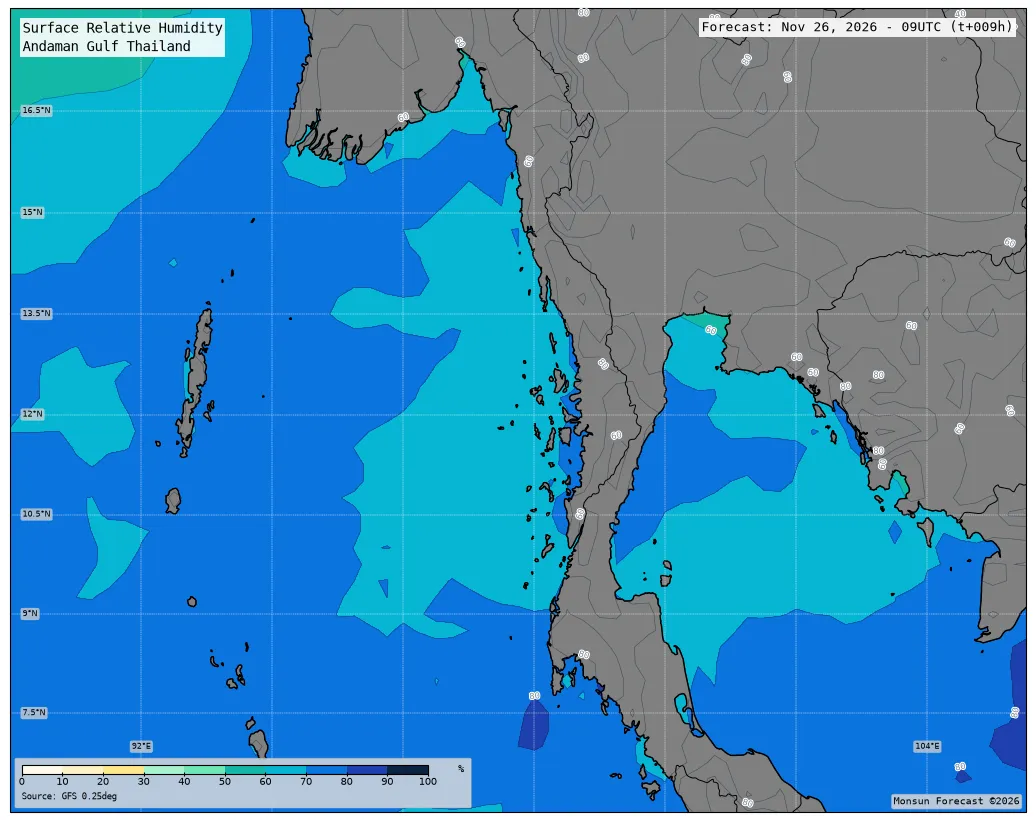 Surface Relative Humidity
Andaman Gulf Thailand
Forecast: Nov 26, 2026 - 09UTC (t+009h)
16.5°N
15°N
13.5°N
12°N
10.5°N
9°N
7.5°N
92°E
104°E
0 10 20 30 40 50 60 70 80 90 100 %
Source: GFS 0.25deg
Monsun Forecast ©2026